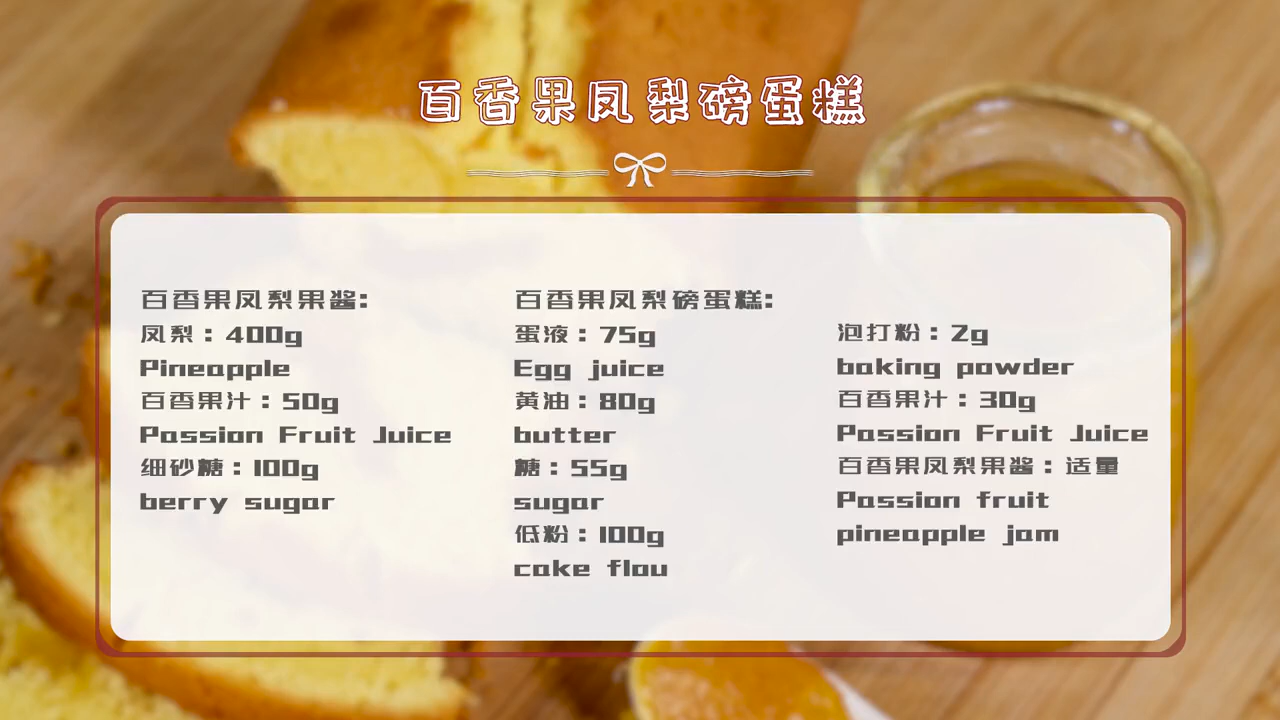 百香果凤梨磅蛋糕
百香果凤梨果酱:
凤梨：400g
Pineapple
百香果汁：50g
Passion Fruit Juice
细砂糖：100g
berry sugar
百香果凤梨磅蛋糕:
蛋液：75g
Egg juice
黄油：80g
butter
糖：55g
sugar
低粉：100g
cake flou
泡打粉：2g
baking powder
百香果汁：30g
Passion Fruit Juice
百香果凤梨果酱：适量
Passion fruit
pineapple jam